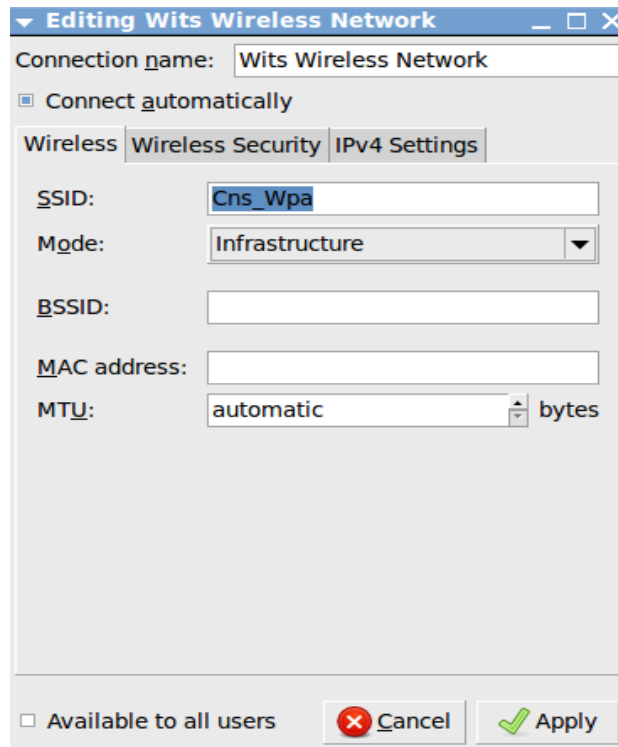 Editing Wits Wireless Network
Connection name: Wits Wireless Network
Connect automatically
Wireless Wireless Security IPv4 Settings
SSID: Cns_Wpa
Mode: Infrastructure
BSSID:
MAC address:
MTU: automatic bytes
Available to all users Cancel Apply